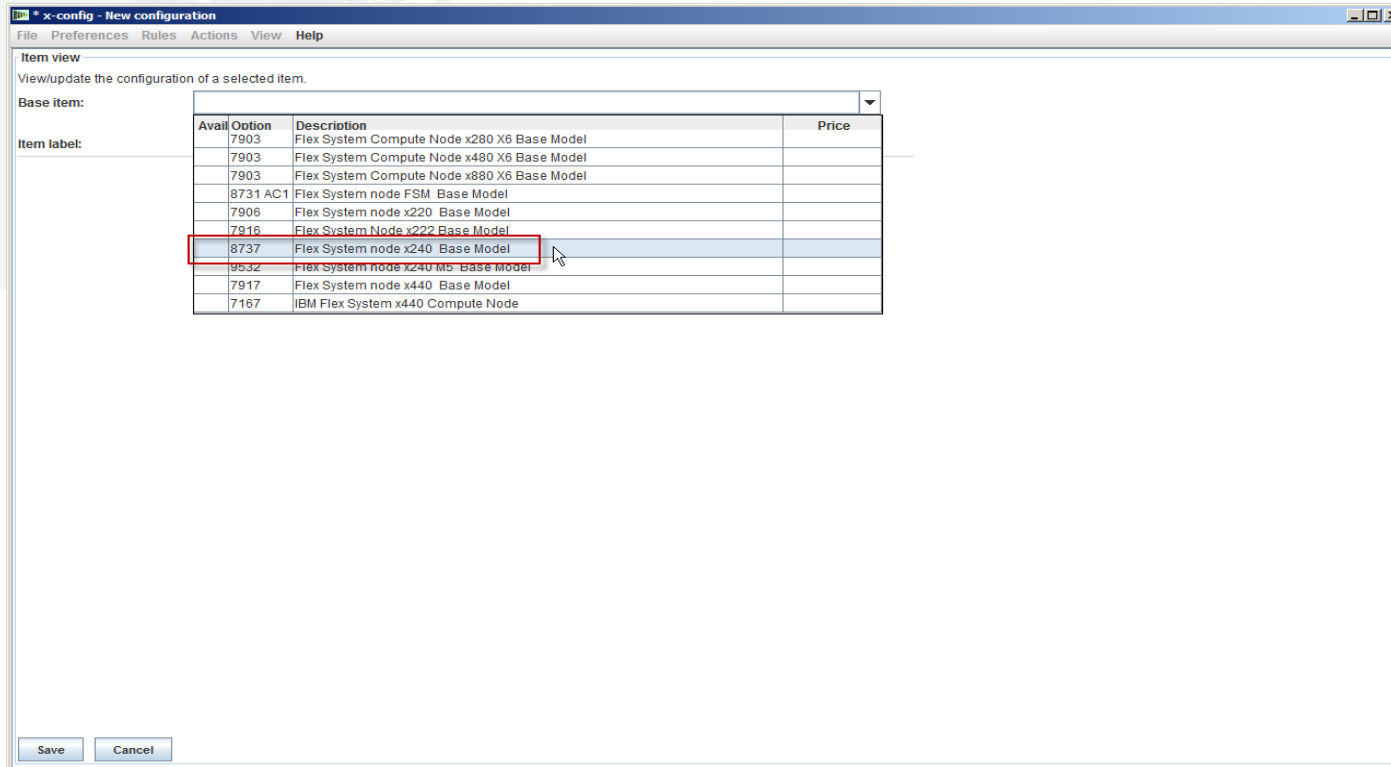 * x-config - New configuration
File Preferences Rules Actions View Help
Item view
View/update the configuration of a selected item.
Base item:
Avail Option Description Price
7903 Flex System Compute Node x280 X6 Base Model
Item label:
7903 Flex System Compute Node x480 X6 Base Model
7903 Flex System Compute Node x880 X6 Base Model
8731 AC1 Flex System node FSM Base Model
7906 Flex System node x220 Base Model
7916 Flex System Node x222 Base Model
8737 Flex System node x240 Base Model
9532 Flex System node x240 M5 Base Model
7917 Flex System node x440 Base Model
7167 IBM Flex System x440 Compute Node
Save Cancel